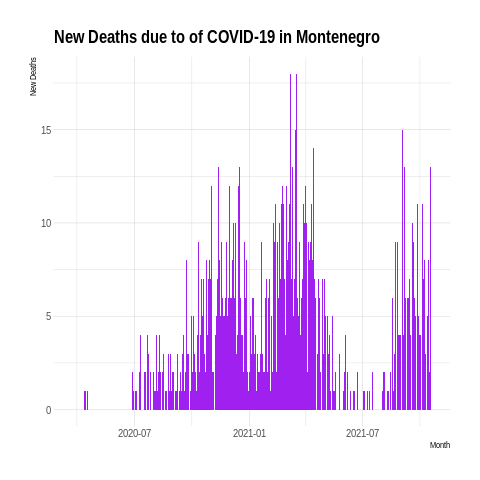 New Deaths due to of COVID-19 in Montenegro
New Deaths
15
10
5
0
2020-07
2021-01
2021-07
Month